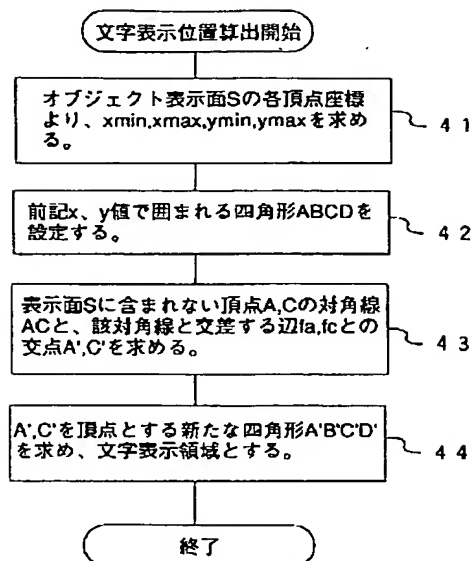 文字表示位置算出開始
オブジェクト表示面Sの各頂点座標
より、xmin,xmax,ymin,ymaxを求め
る。
41
前記x、y値で囲まれる四角形ABCDを
設定する。
42
表示面Sに含まれない頂点A,Cの対角線
ACと、該対角線と交差する辺fa,fcとの
交点A',C'を求める。
43
A',C'を頂点とする新たな四角形A'B'C'D'
を求め、文字表示領域とする。
44
終了